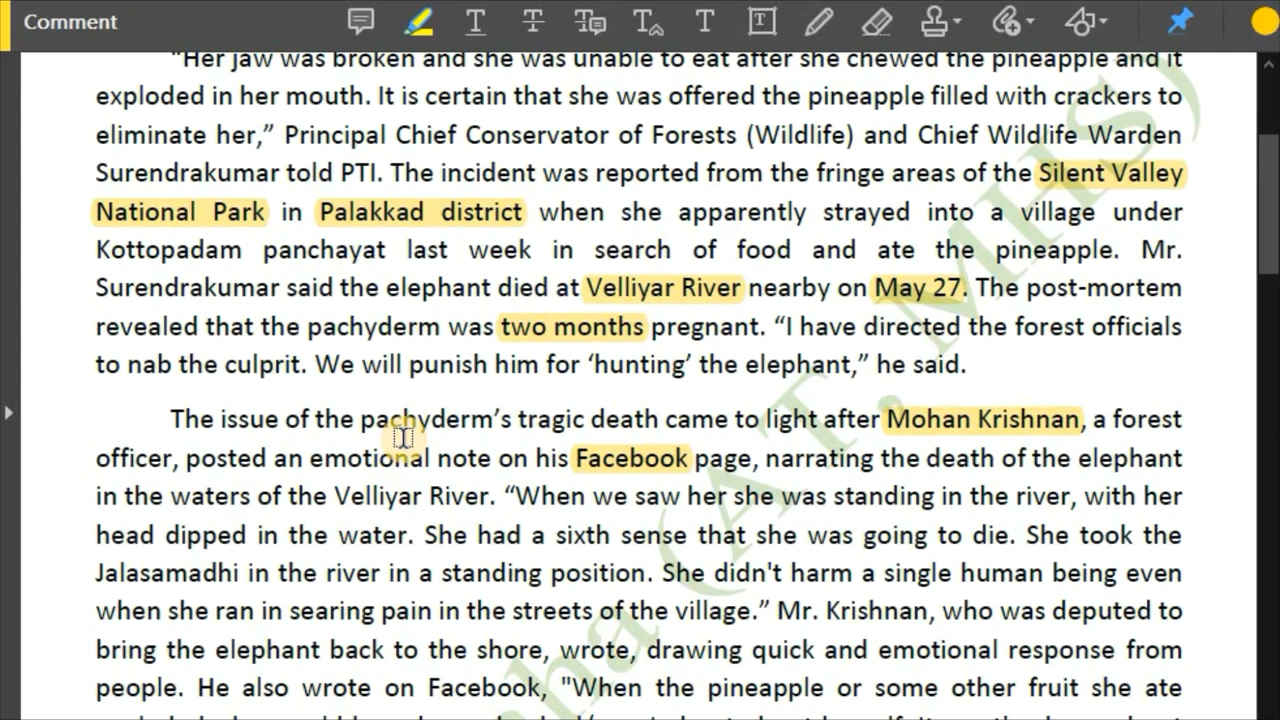 Comment
"Her jaw was broken and she was unable to eat after she chewed the pineapple and it
exploded in her mouth. It is certain that she was offered the pineapple filled with crackers to
eliminate her,” Principal Chief Conservator of Forests (Wildlife) and Chief Wildlife Warden
Surendrakumar told PTI. The incident was reported from the fringe areas of the Silent Valley
National Park in Palakkad district when she apparently strayed into a village under
Kottopadam panchayat last week in search of food and ate the pineapple. Mr.
Surendrakumar said the elephant died at Velliyar River nearby on May 27. The post-mortem
revealed that the pachyderm was two months pregnant. “I have directed the forest officials
to nab the culprit. We will punish him for ‘hunting’ the elephant,” he said.
The issue of the pachyderm’s tragic death came to light after Mohan Krishnan, a forest
officer, posted an emotional note on his Facebook page, narrating the death of the elephant
in the waters of the Velliyar River. “When we saw her she was standing in the river, with her
head dipped in the water. She had a sixth sense that she was going to die. She took the
Jalasamadhi in the river in a standing position. She didn't harm a single human being even
when she ran in searing pain in the streets of the village.” Mr. Krishnan, who was deputed to
bring the elephant back to the shore, wrote, drawing quick and emotional response from
people. He also wrote on Facebook, "When the pineapple or some other fruit she ate
(AT, MHS)